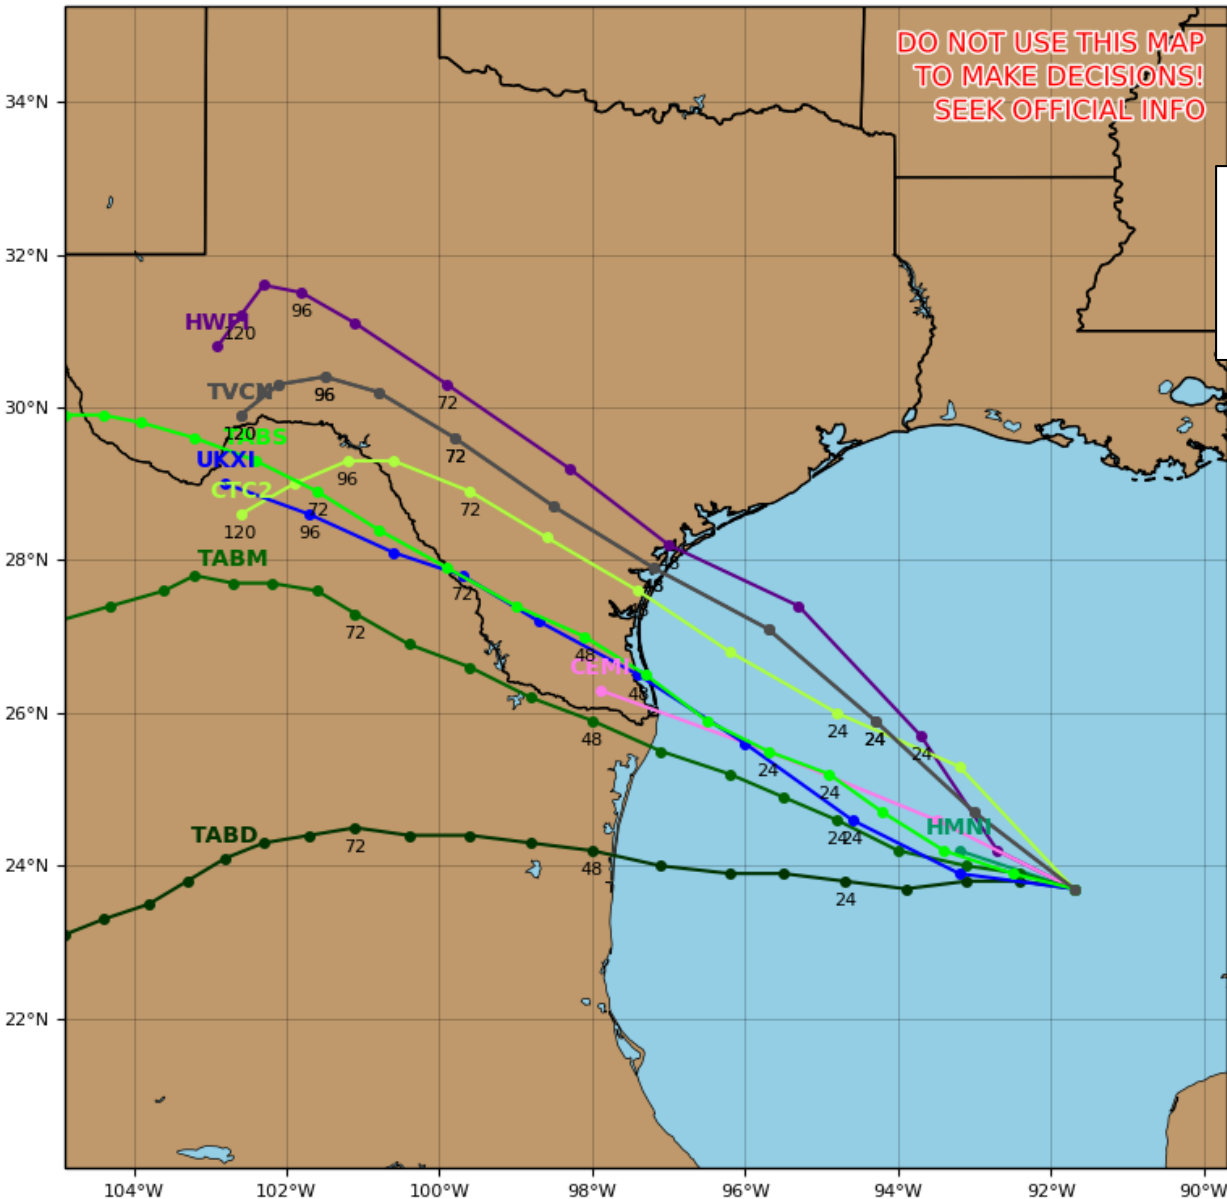 DO NOT USE THIS MAP
TO MAKE DECISIONS!
SEEK OFFICIAL INFO
34°N
32°N
30°N
28°N
26°N
24°N
22°N
HWFI
96
120
72
TVCN
96
120
72
TABS
UKXI
CTC2
96
72
72
120
96
48
TABM
72
72
48
CEMI
48
24
24
24
48
24
24
HMNI
24
24
TABD
72
48
24
104°W
102°W
100°W
98°W
96°W
94°W
92°W
90°W